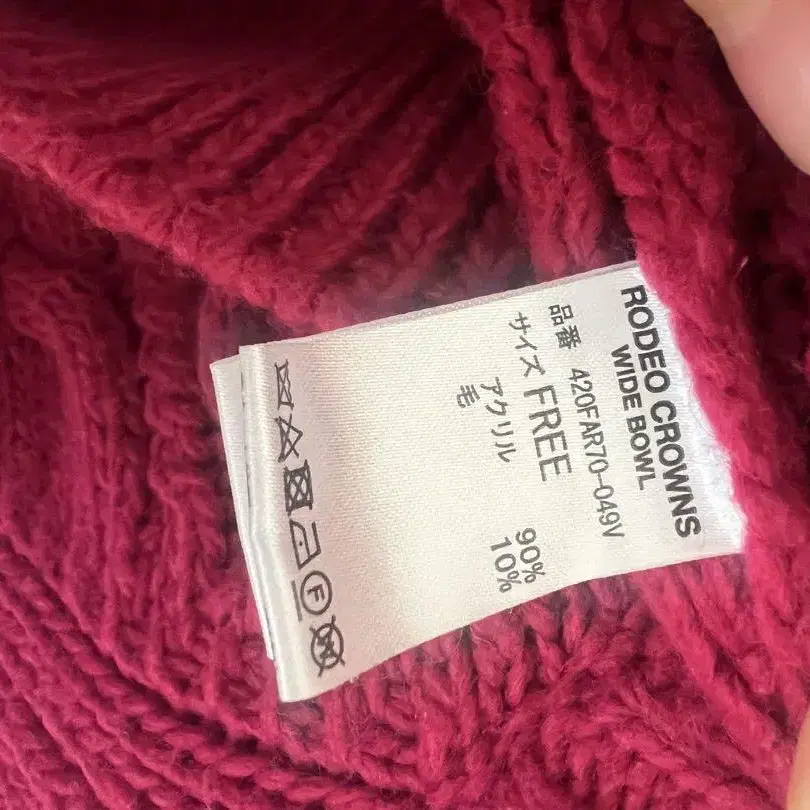 RODEO CROWNS
WIDE BOWL
品番 420FAR70-049V
サイズ FREE
アクリル 90%
毛 10%
F
W